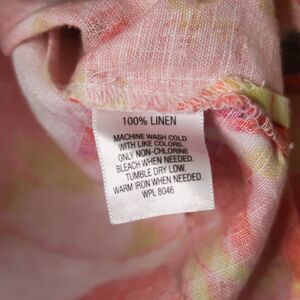 100% LINEN
MACHINE WASH COLD
WITH LIKE COLORS.
ONLY NON-CHLORINE
BLEACH WHEN NEEDED.
TUMBLE DRY LOW.
WARM IRON WHEN NEEDED.
WPL 8046